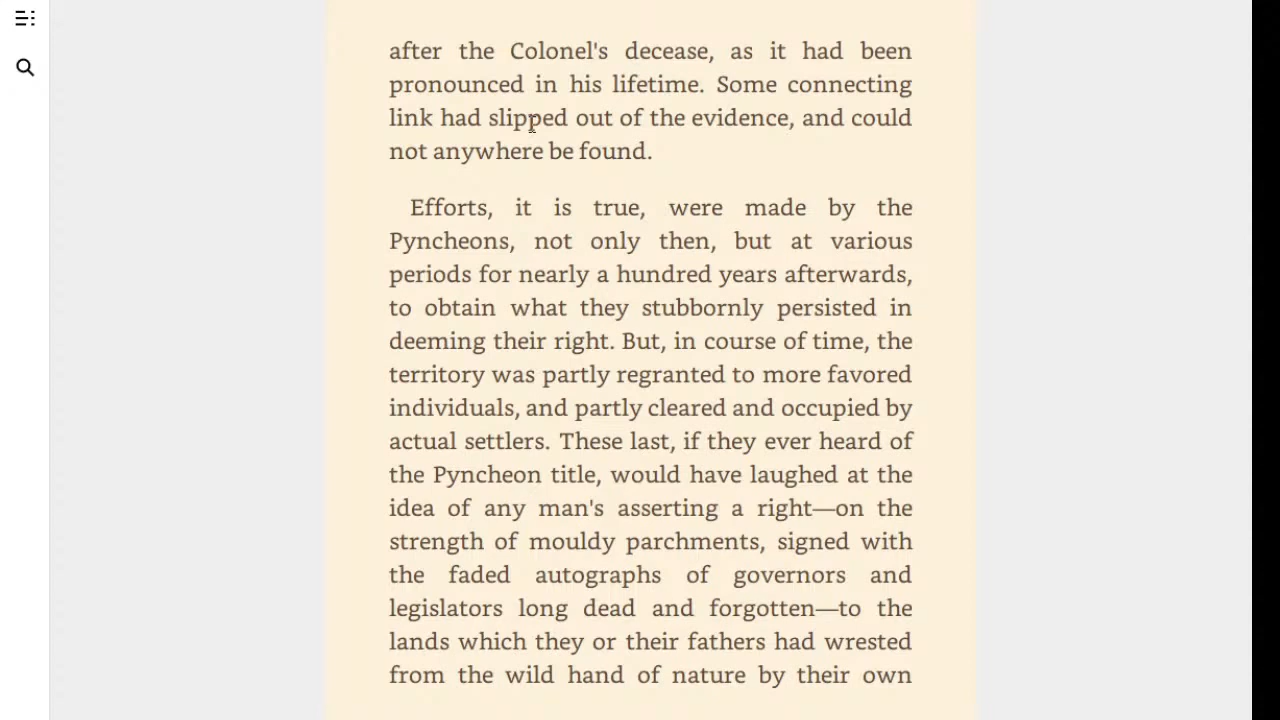 after the Colonel's decease, as it had been
pronounced in his lifetime. Some connecting
link had slipped out of the evidence, and could
not anywhere be found.
Efforts, it is true, were made by the
Pyncheons, not only then, but at various
periods for nearly a hundred years afterwards,
to obtain what they stubbornly persisted in
deeming their right. But, in course of time, the
territory was partly regranted to more favored
individuals, and partly cleared and occupied by
actual settlers. These last, if they ever heard of
the Pyncheon title, would have laughed at the
idea of any man's asserting a right—on the
strength of mouldy parchments, signed with
the faded autographs of governors and
legislators long dead and forgotten—to the
lands which they or their fathers had wrested
from the wild hand of nature by their own